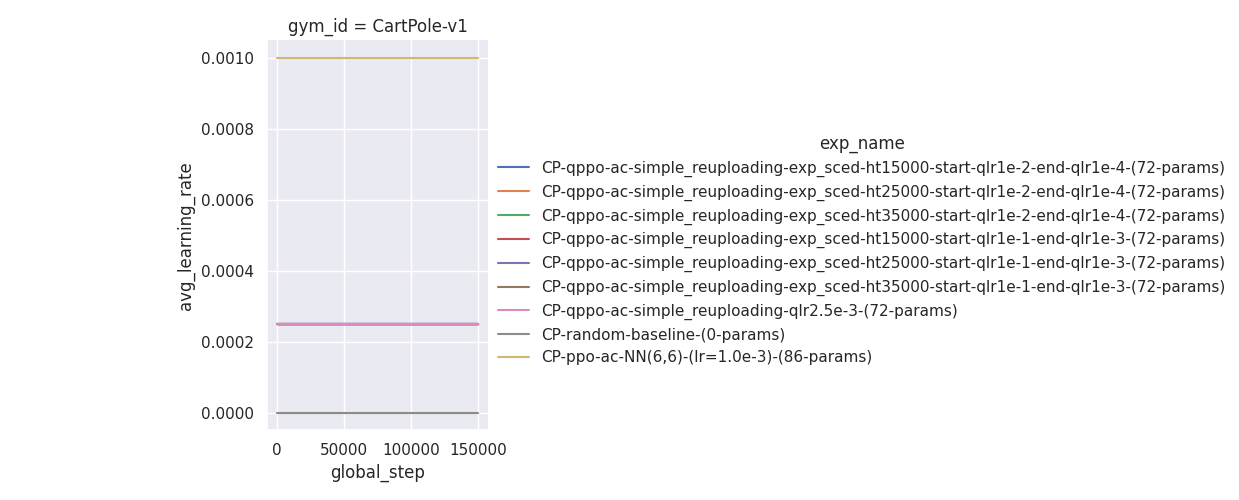 gym_id = CartPole-v1
avg_learning_rate
0.0010
0.0008
0.0006
0.0004
0.0002
0.0000
0 50000 100000 150000
global_step
exp_name
CP-qppo-ac-simple_reuploading-exp_sced-ht15000-start-qlr1e-2-end-qlr1e-4-(72-params)
CP-qppo-ac-simple_reuploading-exp_sced-ht25000-start-qlr1e-2-end-qlr1e-4-(72-params)
CP-qppo-ac-simple_reuploading-exp_sced-ht35000-start-qlr1e-2-end-qlr1e-4-(72-params)
CP-qppo-ac-simple_reuploading-exp_sced-ht15000-start-qlr1e-1-end-qlr1e-3-(72-params)
CP-qppo-ac-simple_reuploading-exp_sced-ht25000-start-qlr1e-1-end-qlr1e-3-(72-params)
CP-qppo-ac-simple_reuploading-exp_sced-ht35000-start-qlr1e-1-end-qlr1e-3-(72-params)
CP-qppo-ac-simple_reuploading-qlr2.5e-3-(72-params)
CP-random-baseline-(0-params)
CP-ppo-ac-NN(6,6)-(lr=1.0e-3)-(86-params)